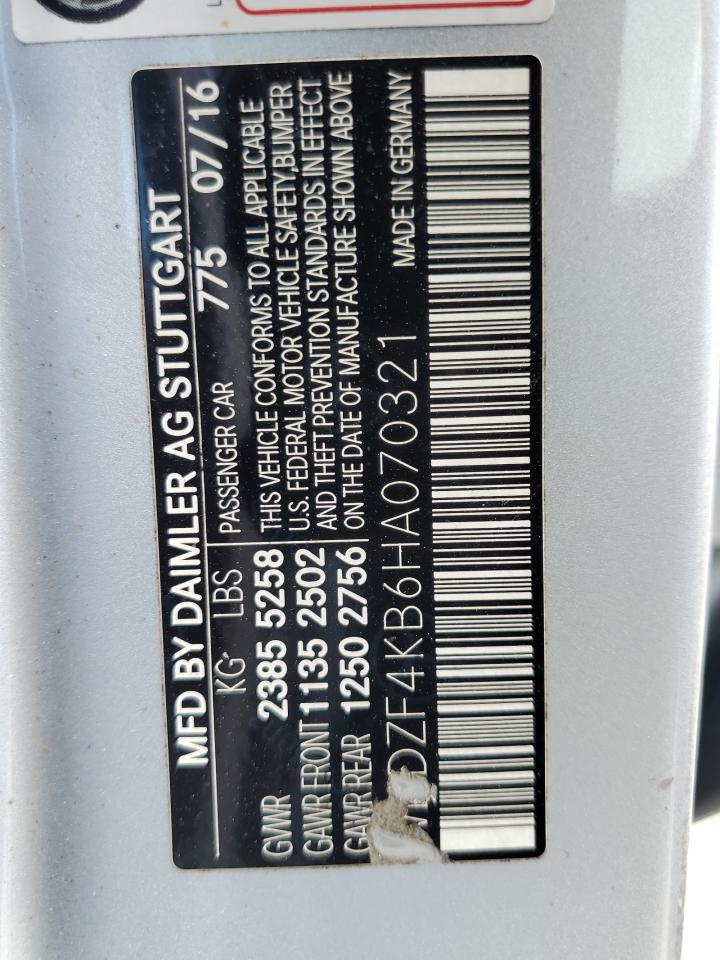 MFD BY DAIMLER AG STUTTGART
775 07/16
KG LBS PASSENGER CAR
GVWR 2385 5258 THIS VEHICLE CONFORMS TO ALL APPLICABLE
U.S. FEDERAL MOTOR VEHICLE SAFETY,BUMPER
GAWR FRONT 1135 2502 AND THEFT PREVENTION STANDARDS IN EFFECT
GAWR REAR 1250 2756 ON THE DATE OF MANUFACTURE SHOWN ABOVE
DZF4KB6HA070321 MADE IN GERMANY